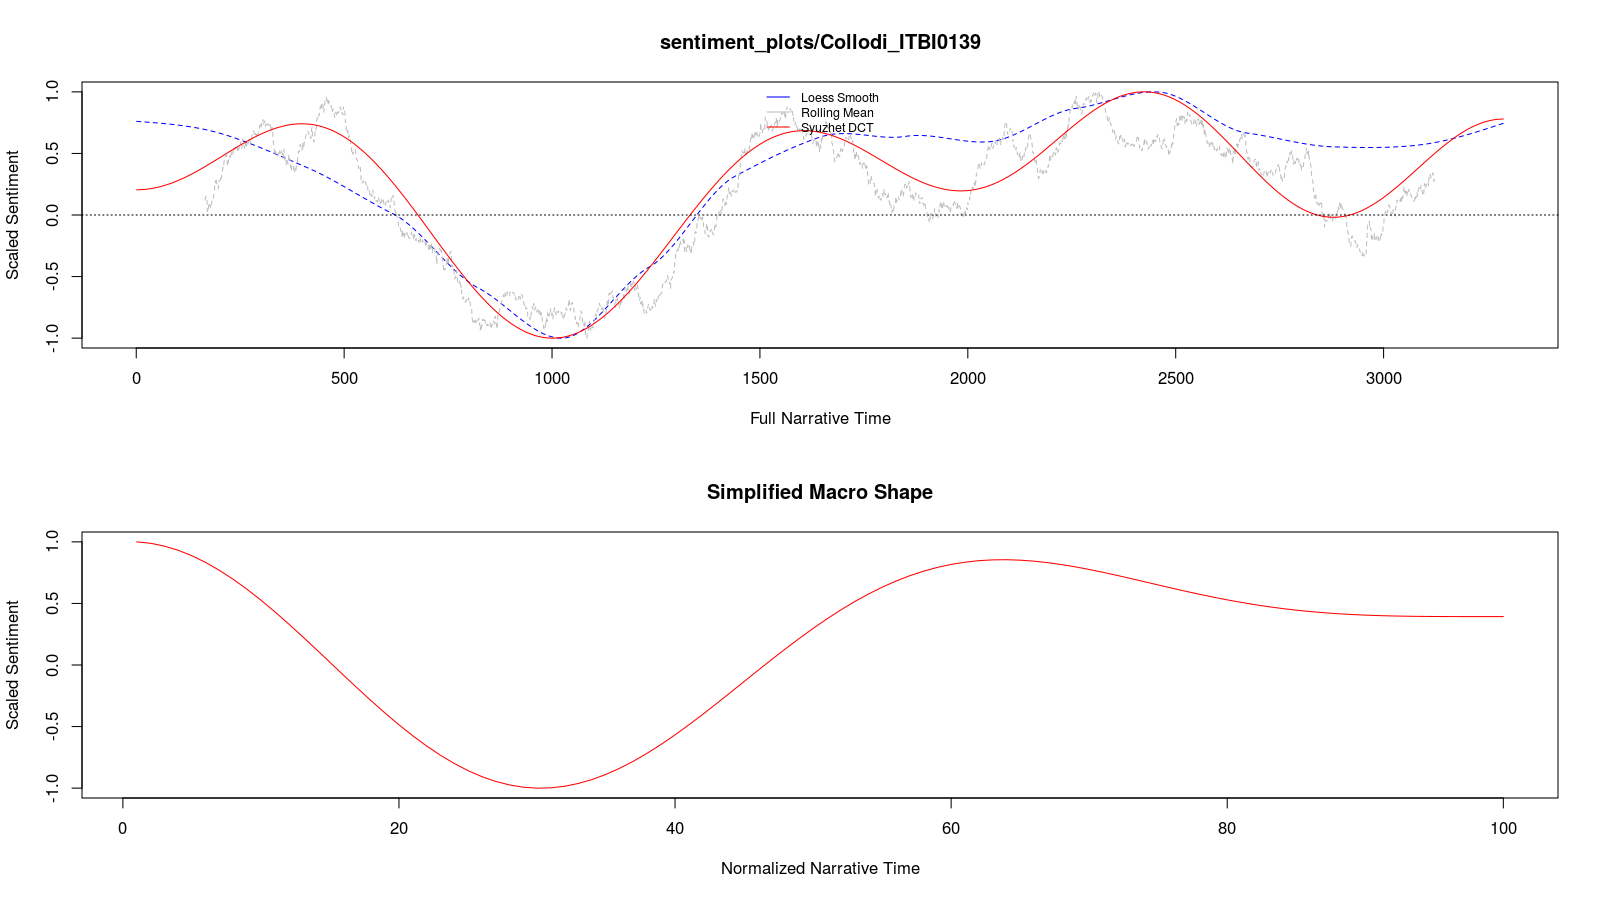 sentiment_plots/Collodi_ITBI0139
Loess Smooth
Rolling Mean
Syuzhet DCT
Scaled Sentiment
1.0
0.5
0.0
-0.5
-1.0
0 500 1000 1500 2000 2500 3000
Full Narrative Time
Simplified Macro Shape
Scaled Sentiment
1.0
0.5
0.0
-0.5
-1.0
0 20 40 60 80 100
Normalized Narrative Time